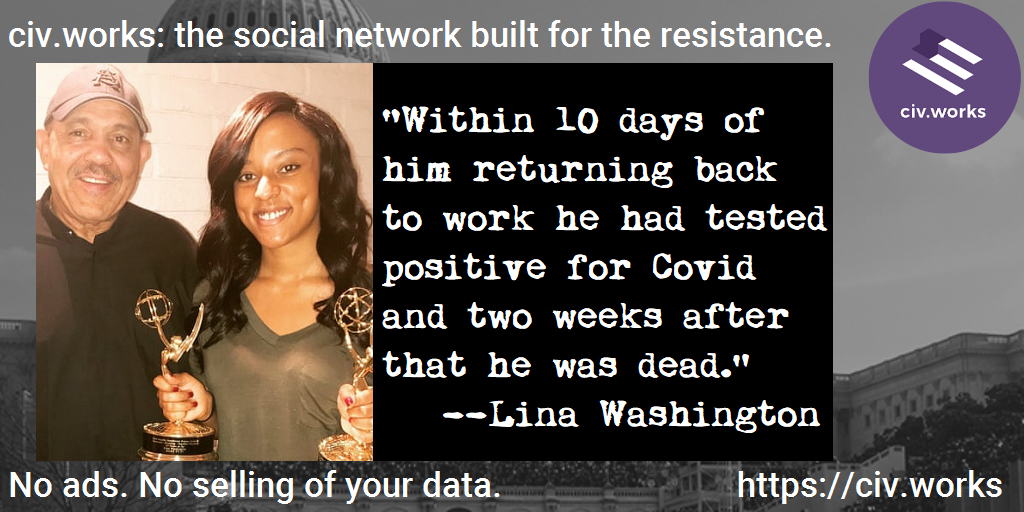 civ.works: the social network built for the resistance.
civ.works
"Within 10 days of
him returning back
to work he had tested
positive for Covid
and two weeks after
that he was dead."
--Lina Washington
No ads. No selling of your data.
https://civ.works